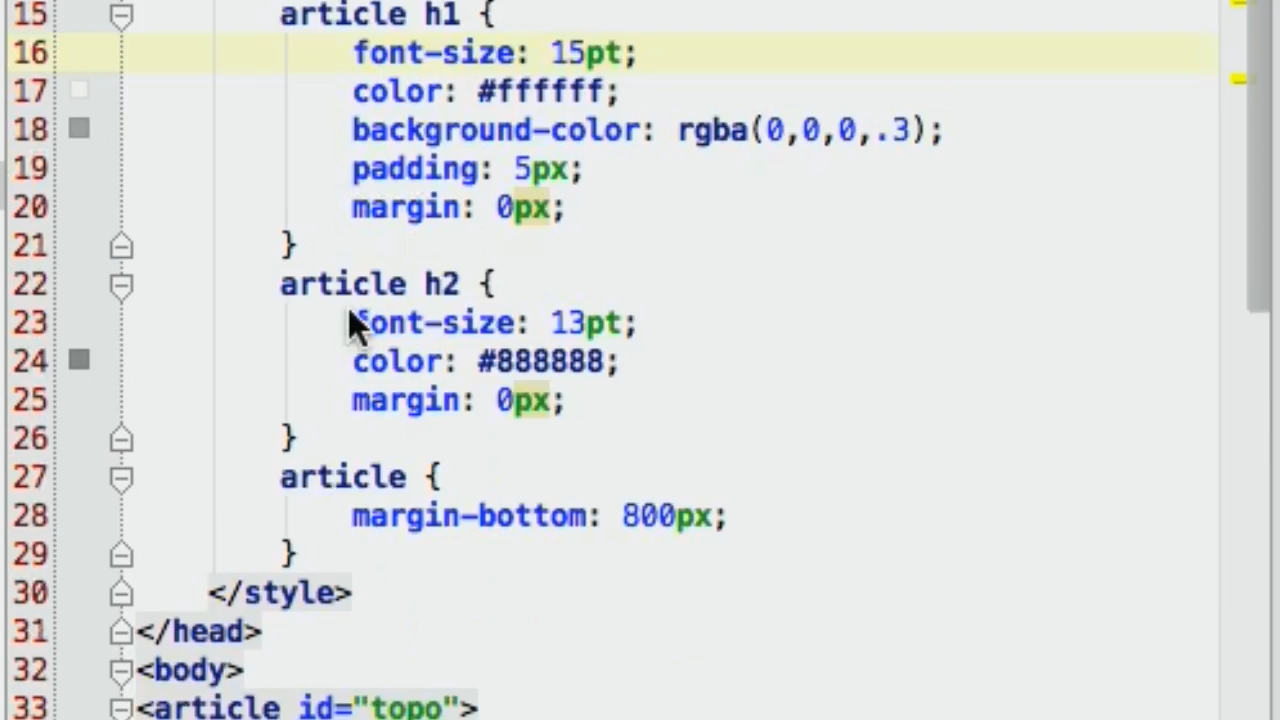 15 article h1 {
16 font-size: 15pt;
17 color: #ffffff;
18 background-color: rgba(0,0,0,.3);
19 padding: 5px;
20 margin: 0px;
21 }
22 article h2 {
23 font-size: 13pt;
24 color: #888888;
25 margin: 0px;
26 }
27 article {
28 margin-bottom: 800px;
29 }
30 </style>
31 </head>
32 <body>
33 <article id="topo">